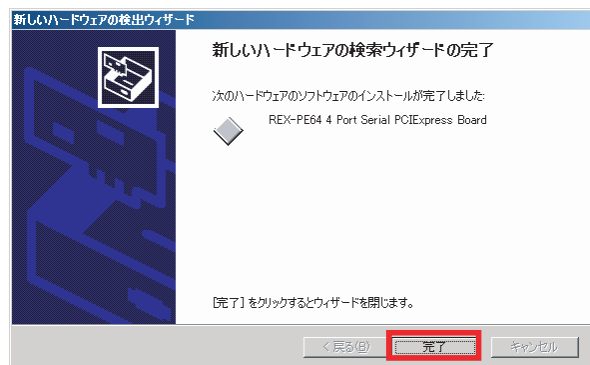 新しいハードウェアの検出ウィザード
新しいハードウェアの検索ウィザードの完了
次のハードウェアのソフトウェアのインストールが完了しました:
REX-PE64 4 Port Serial PCIExpress Board
[完了] をクリックするとウィザードを閉じます。
< 戻る(B)
完了
キャンセル